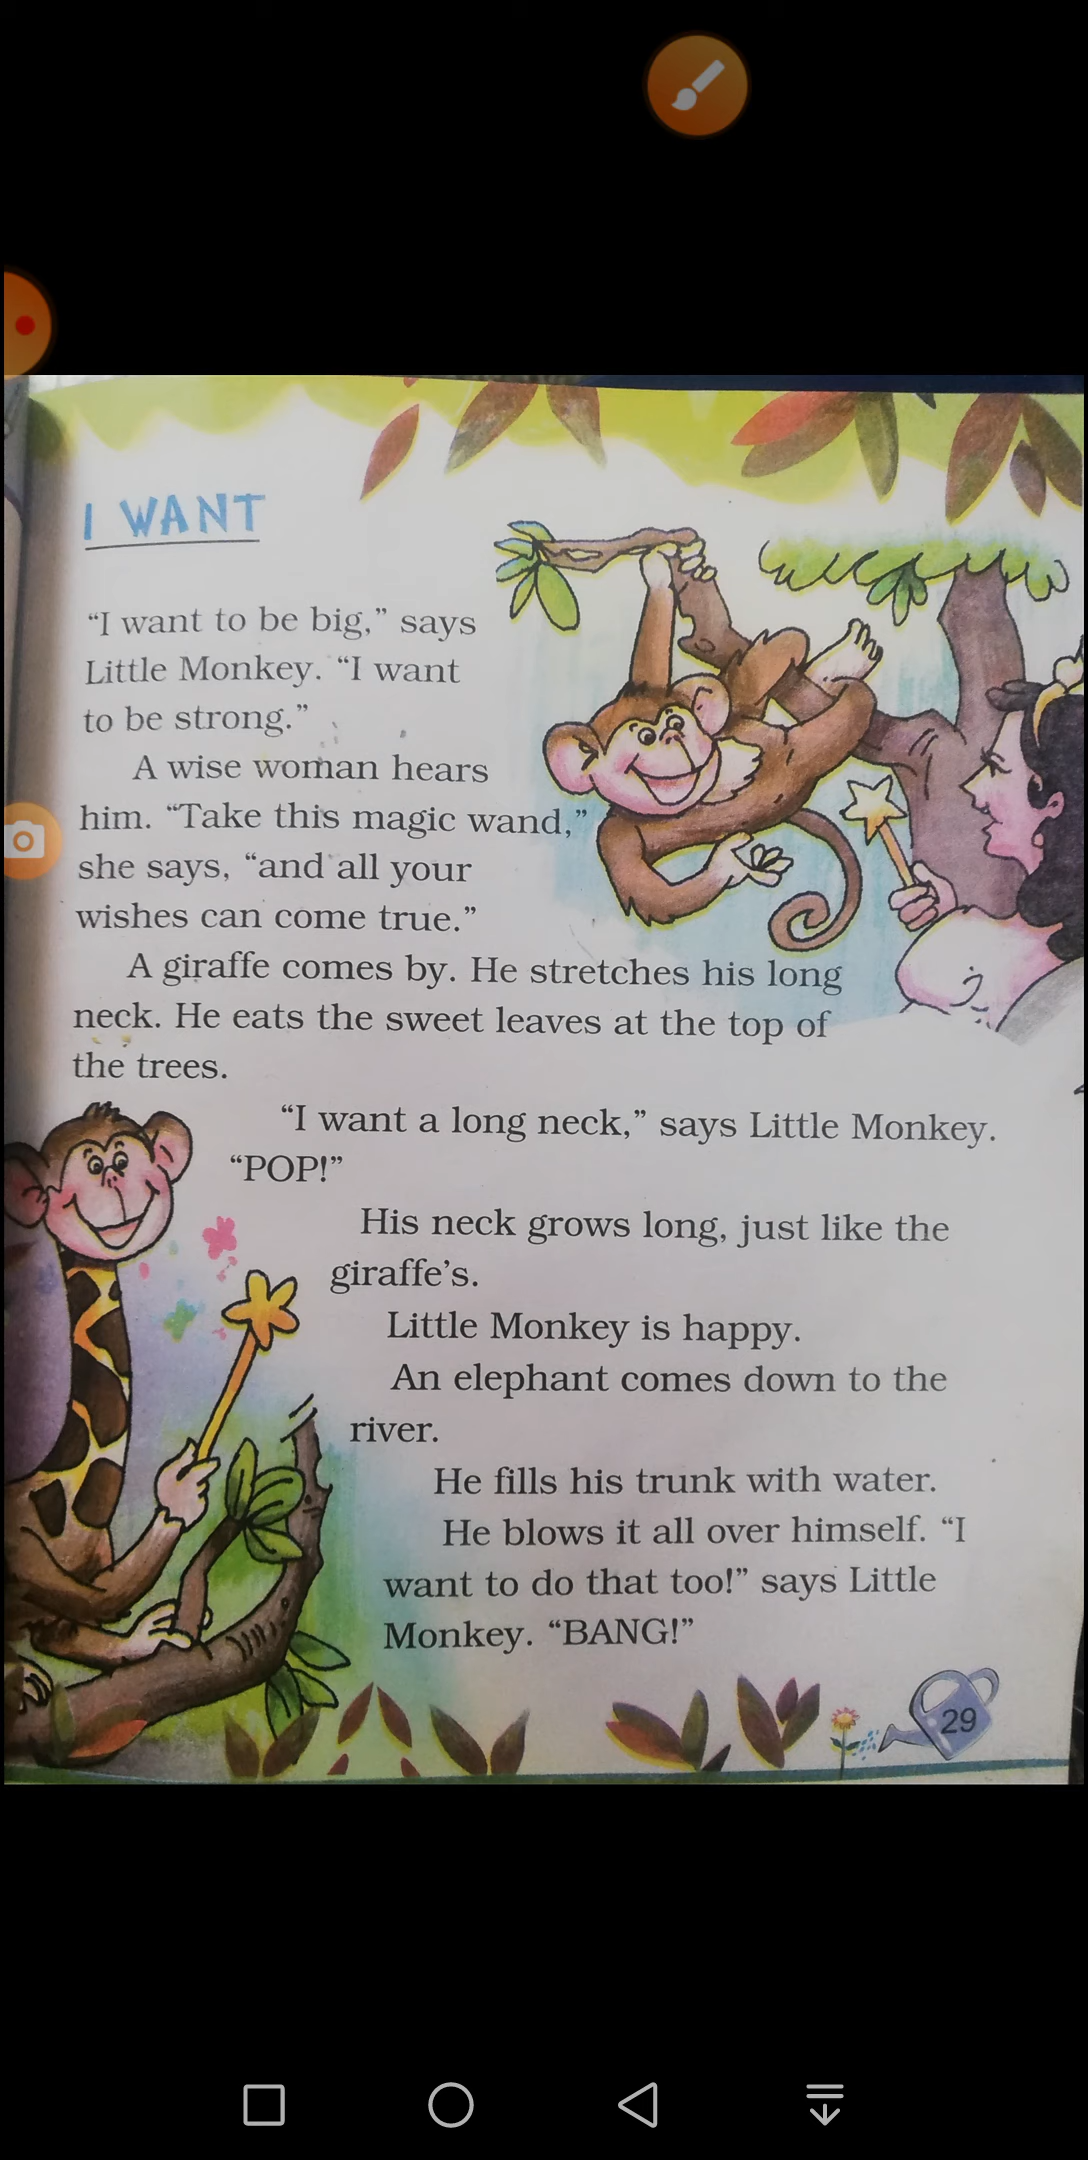 I WANT
“I want to be big,” says
Little Monkey. “I want
to be strong.”
A wise woman hears
him. “Take this magic wand,”
she says, “and all your
wishes can come true.”
A giraffe comes by. He stretches his long
neck. He eats the sweet leaves at the top of
the trees.
“I want a long neck,” says Little Monkey.
“POP!”
His neck grows long, just like the
giraffe’s.
Little Monkey is happy.
An elephant comes down to the
river.
He fills his trunk with water.
He blows it all over himself. “I
want to do that too!” says Little
Monkey. “BANG!”
29